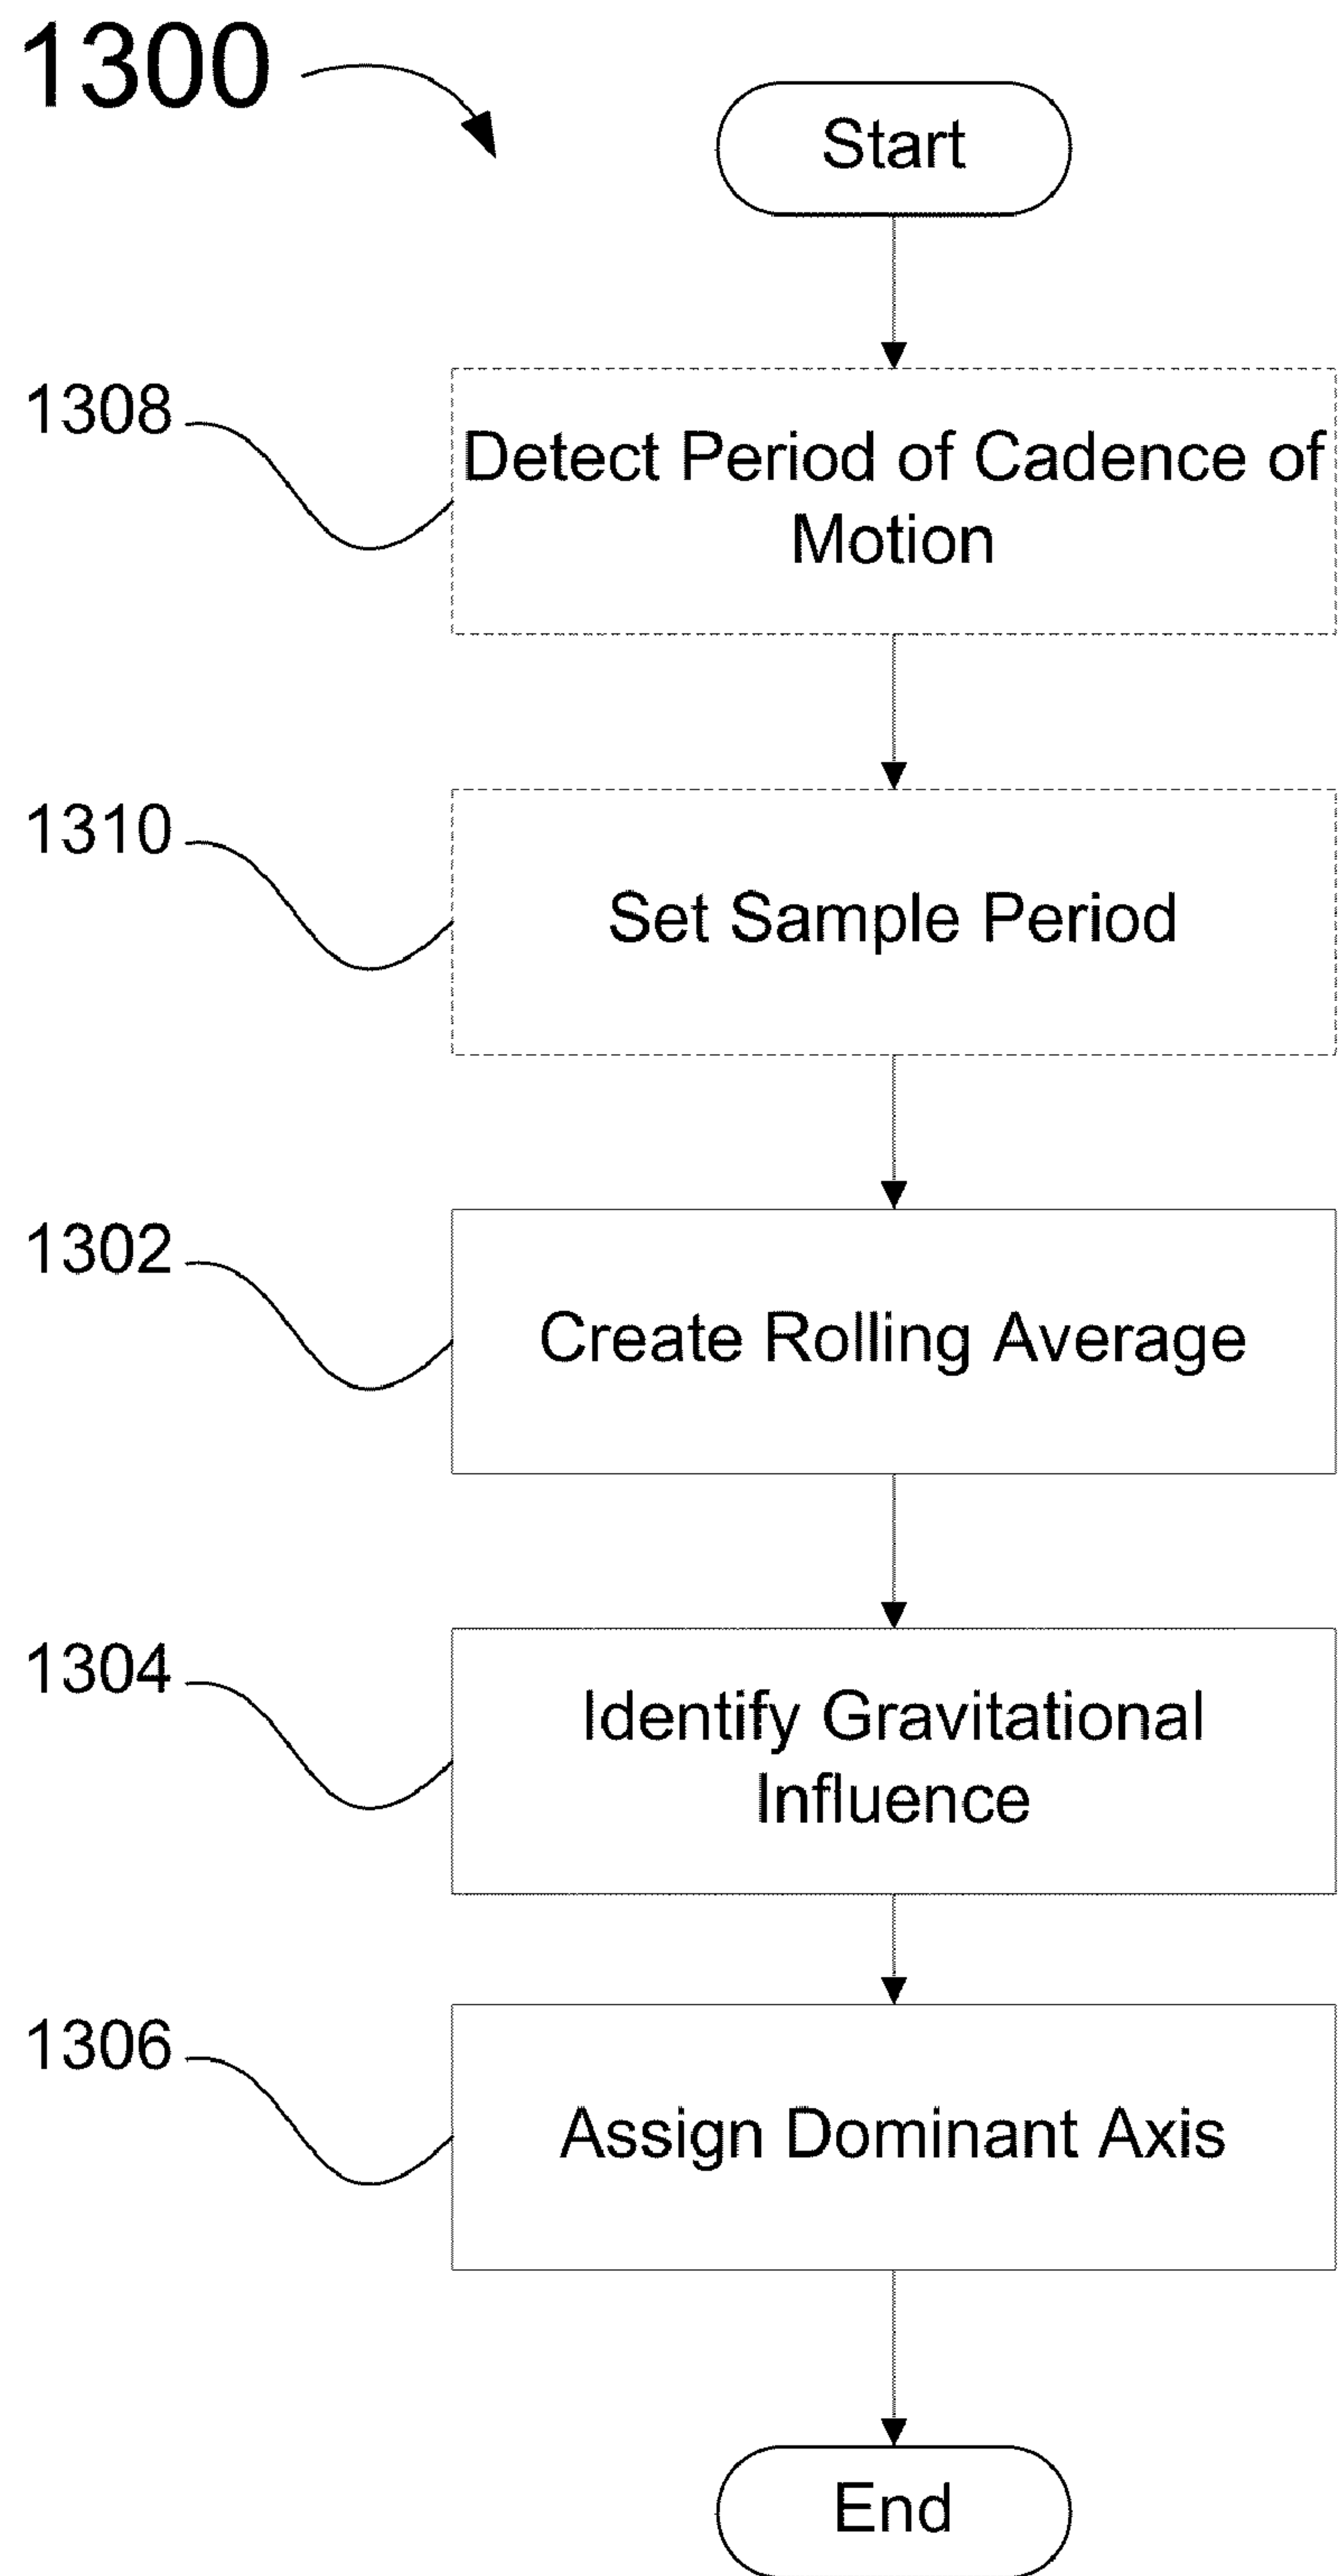 1300
Start
1308
Detect Period of Cadence of
Motion
1310
Set Sample Period
1302
Create Rolling Average
1304
Identify Gravitational
Influence
1306
Assign Dominant Axis
End